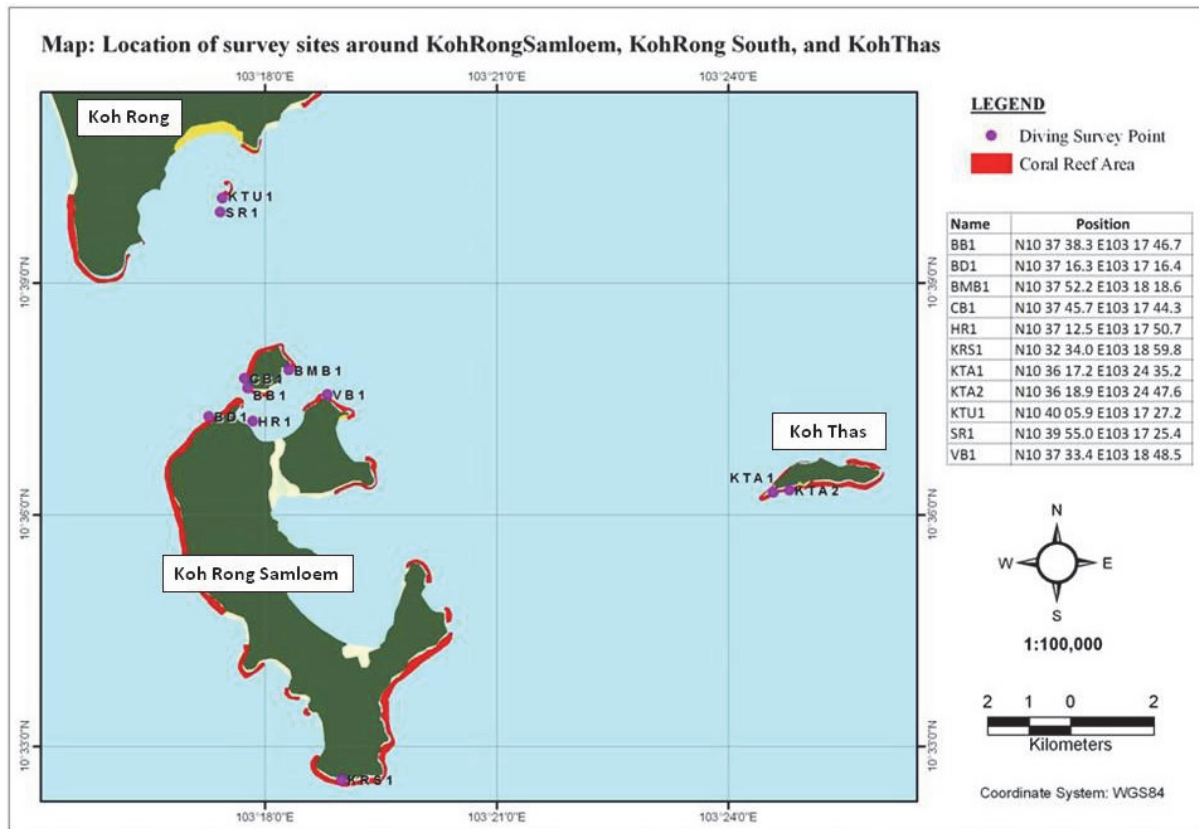 Map: Location of survey sites around KohRongSamloem, KohRong South, and KohThas
103°18'0"E 103°21'0"E 103°24'0"E
Koh Rong
KTU1
SR1
10°39'0"N 10°39'0"N
BMB1
CB1
BB1
VB1
BD1
HR1
Koh Thas
KTA1
KTA2
10°36'0"N 10°36'0"N
Koh Rong Samloem
10°33'0"N 10°33'0"N
KRS1
103°18'0"E 103°21'0"E 103°24'0"E
LEGEND
Diving Survey Point
Coral Reef Area
Name Position
BB1 N10 37 38.3 E103 17 46.7
BD1 N10 37 16.3 E103 17 16.4
BMB1 N10 37 52.2 E103 18 18.6
CB1 N10 37 45.7 E103 17 44.3
HR1 N10 37 12.5 E103 17 50.7
KRS1 N10 32 34.0 E103 18 59.8
KTA1 N10 36 17.2 E103 24 35.2
KTA2 N10 36 18.9 E103 24 47.6
KTU1 N10 40 05.9 E103 17 27.2
SR1 N10 39 55.0 E103 17 25.4
VB1 N10 37 33.4 E103 18 48.5
N
W E
S
1:100,000
2 1 0 2
Kilometers
Coordinate System: WGS84